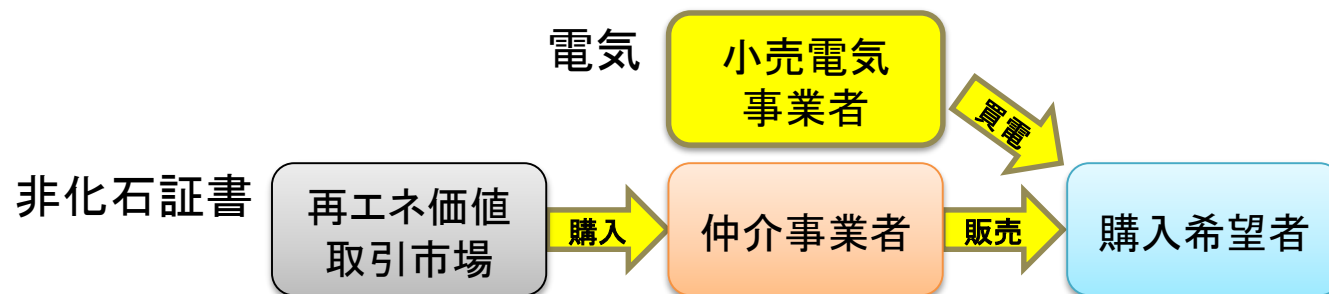 電気
小売電気
事業者
買電
非化石証書
再エネ価値
取引市場
購入
仲介事業者
販売
購入希望者